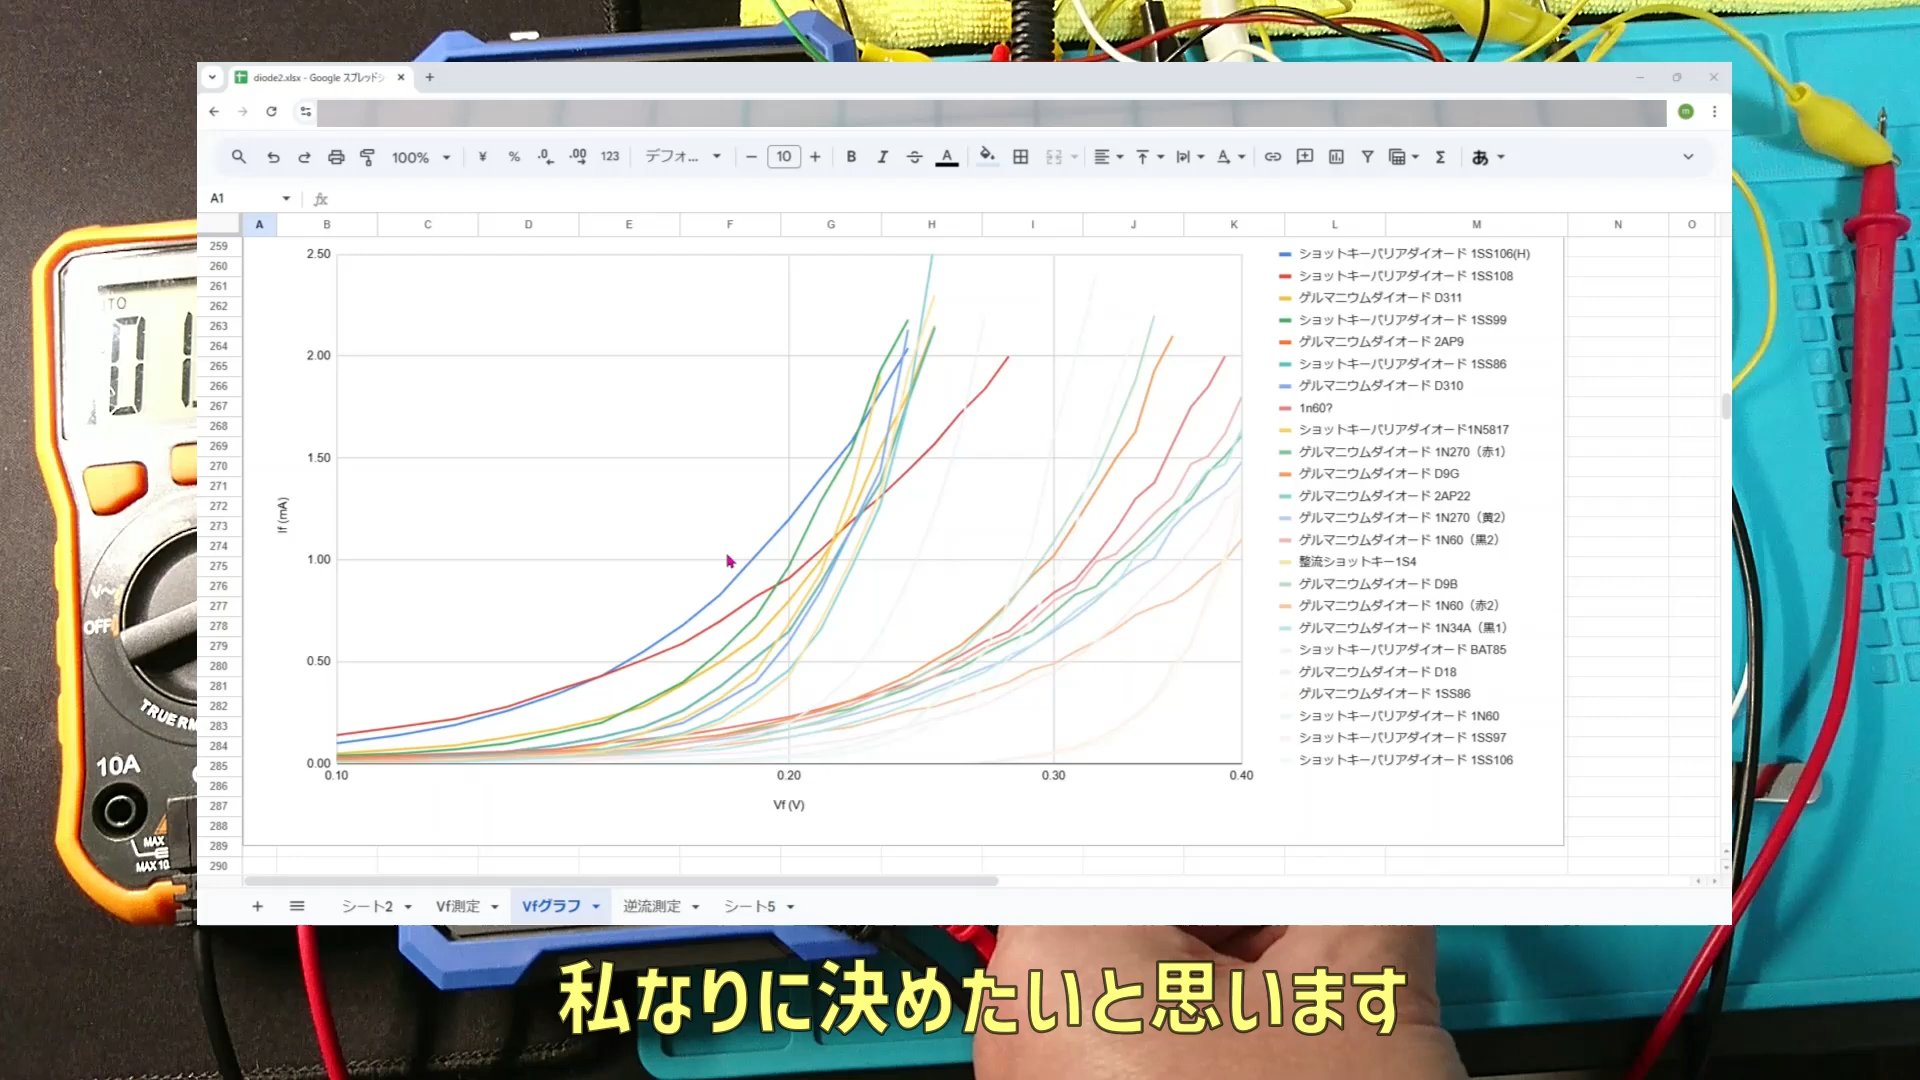 diode2.xlsx - Google スプレッドシ
100%
¥ % .0 .00 123 デフォ... 10 B I A あ
A1 fx
A B C D E F G H I J K L M N O
259
260
261
262
263
264
265
266
267
268
269
270
271
272
273
274
275
276
277
278
279
280
281
282
283
284
285
286
287
288
289
290
2.50
2.00
1.50
1.00
0.50
0.00
If (mA)
0.10 0.20 0.30 0.40
Vf (V)
ショットキーバリアダイオード 1SS106(H)
ショットキーバリアダイオード 1SS108
ゲルマニウムダイオード D311
ショットキーバリアダイオード 1SS99
ゲルマニウムダイオード 2AP9
ショットキーバリアダイオード 1SS86
ゲルマニウムダイオード D310
1n60?
ショットキーバリアダイオード1N5817
ゲルマニウムダイオード 1N270（赤1）
ゲルマニウムダイオード D9G
ゲルマニウムダイオード 2AP22
ゲルマニウムダイオード 1N270（黄2）
ゲルマニウムダイオード 1N60（黒2）
整流ショットキー1S4
ゲルマニウムダイオード D9B
ゲルマニウムダイオード 1N60（赤2）
ゲルマニウムダイオード 1N34A（黒1）
ショットキーバリアダイオード BAT85
ゲルマニウムダイオード D18
ゲルマニウムダイオード 1SS86
ショットキーバリアダイオード 1N60
ショットキーバリアダイオード 1SS97
ショットキーバリアダイオード 1SS106
シート2 Vf測定 Vfグラフ 逆流測定 シート5
V~
OFF
TRUE RM
10A
MAX
MAX 10
私なりに決めたいと思います